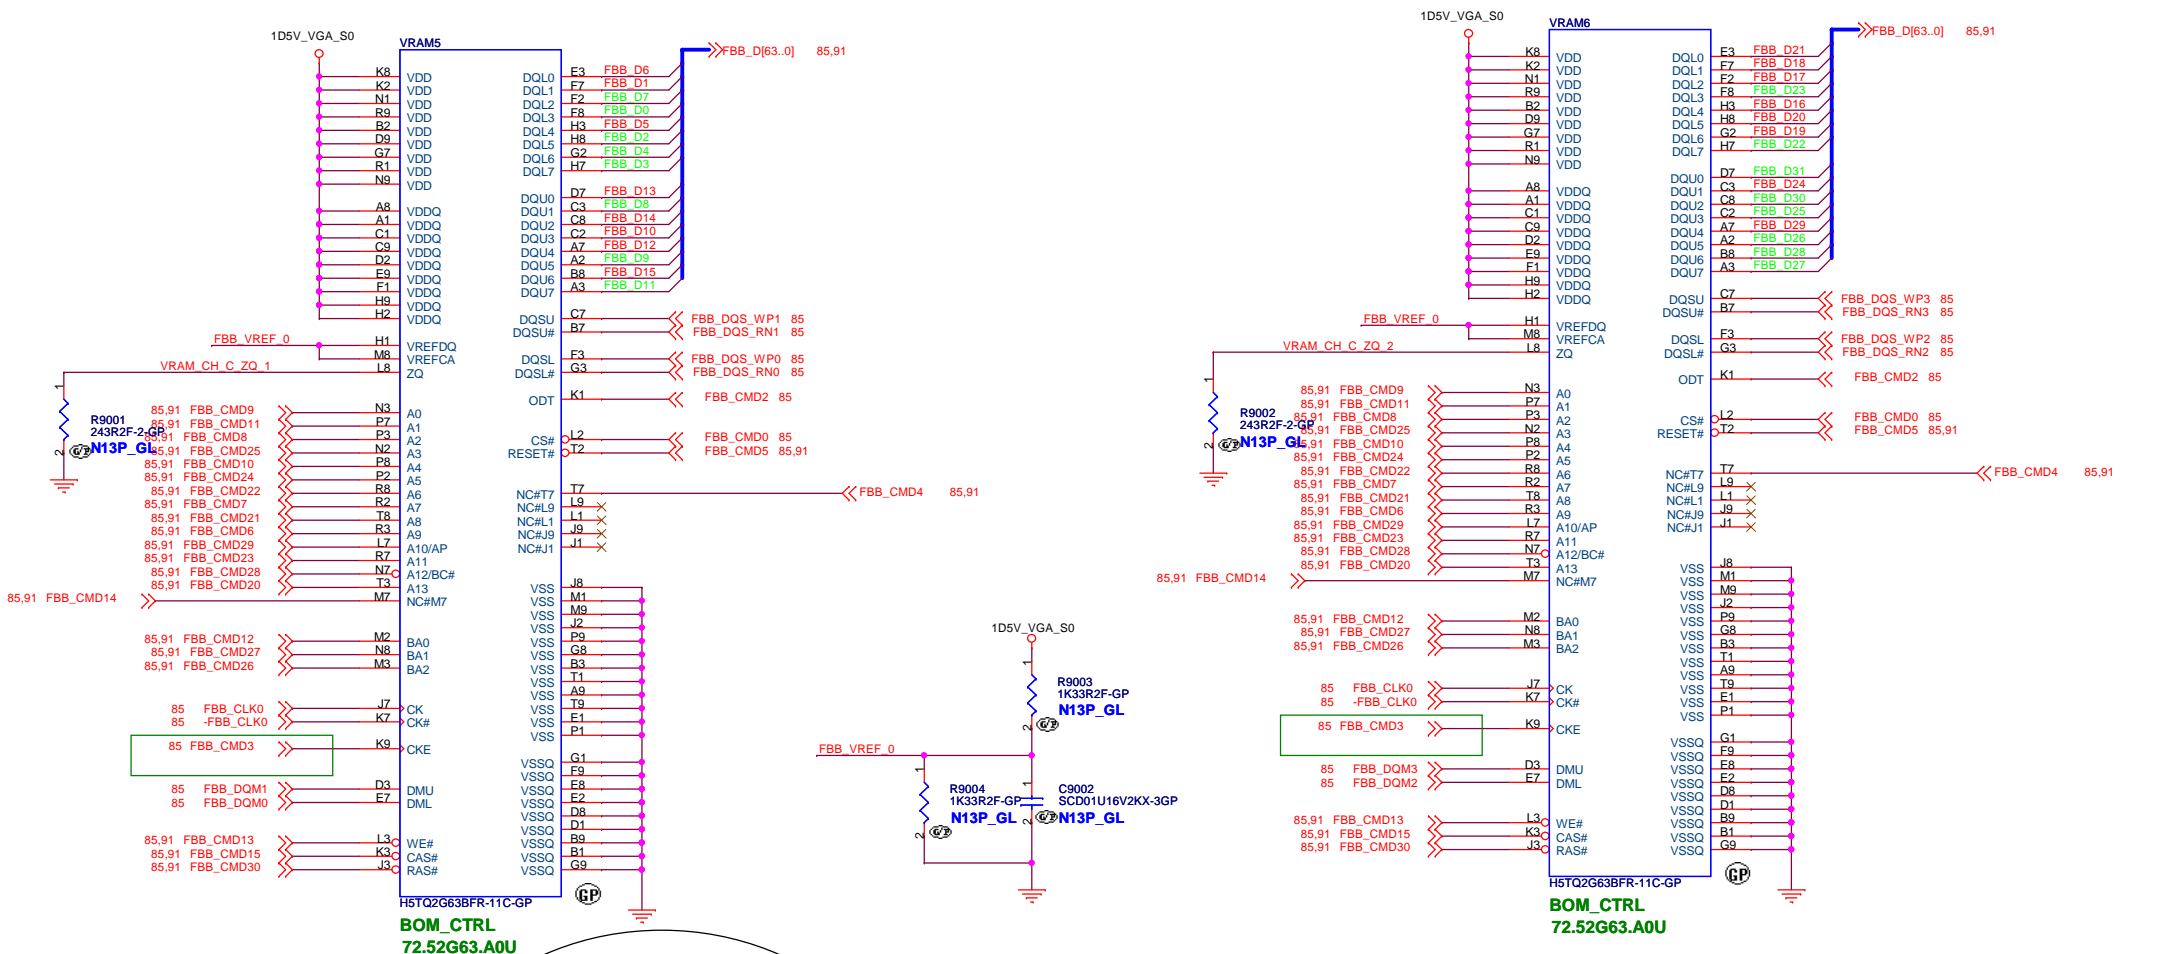 1D5V_VGA_S0
VRAM5
FBB_D[63..0] 85,91
K8 VDD DQL0 E3 FBB_D6
K2 VDD DQL1 F7 FBB_D1
N1 VDD DQL2 F2 FBB_D7
R9 VDD DQL3 F8 FBB_D0
B2 VDD DQL4 H3 FBB_D5
D9 VDD DQL5 H8 FBB_D2
G7 VDD DQL6 G2 FBB_D4
R1 VDD DQL7 H7 FBB_D3
N9 VDD
DQU0 D7 FBB_D13
A8 VDDQ DQU1 C3 FBB_D8
A1 VDDQ DQU2 C8 FBB_D14
C1 VDDQ DQU3 C2 FBB_D10
C9 VDDQ DQU4 A7 FBB_D12
D2 VDDQ DQU5 A2 FBB_D9
E9 VDDQ DQU6 B8 FBB_D15
F1 VDDQ DQU7 A3 FBB_D11
H9 VDDQ
H2 VDDQ DQSU C7 FBB_DQS_WP1 85
DQSU# B7 FBB_DQS_RN1 85
FBB_VREF_0 H1 VREFDQ
M8 VREFCA DQSL F3 FBB_DQS_WP0 85
VRAM_CH_C_ZQ_1 L8 ZQ DQSL# G3 FBB_DQS_RN0 85
ODT K1 FBB_CMD2 85
1
R9001
243R2F-2-GP
N13P_GL
2
G/P
85,91 FBB_CMD9 N3 A0
85,91 FBB_CMD11 P7 A1
85,91 FBB_CMD8 P3 A2
85,91 FBB_CMD25 N2 A3
85,91 FBB_CMD10 P8 A4
85,91 FBB_CMD24 P2 A5
85,91 FBB_CMD22 R8 A6
85,91 FBB_CMD7 R2 A7
85,91 FBB_CMD21 T8 A8
85,91 FBB_CMD6 R3 A9
85,91 FBB_CMD29 L7 A10/AP
85,91 FBB_CMD23 R7 A11
85,91 FBB_CMD28 N7 A12/BC#
85,91 FBB_CMD20 T3 A13
85,91 FBB_CMD14 M7 NC#M7
CS# L2 FBB_CMD0 85
RESET# T2 FBB_CMD5 85,91
NC#T7 T7 FBB_CMD4 85,91
NC#L9 L9
NC#L1 L1
NC#J9 J9
NC#J1 J1
85,91 FBB_CMD12 M2 BA0
85,91 FBB_CMD27 N8 BA1
85,91 FBB_CMD26 M3 BA2
85 FBB_CLK0 J7 CK
85 -FBB_CLK0 K7 CK#
85 FBB_CMD3 K9 CKE
85 FBB_DQM1 D3 DMU
85 FBB_DQM0 E7 DML
85,91 FBB_CMD13 L3 WE#
85,91 FBB_CMD15 K3 CAS#
85,91 FBB_CMD30 J3 RAS#
VSS J8
VSS M1
VSS M9
VSS J2
VSS P9
VSS G8
VSS B3
VSS T1
VSS A9
VSS T9
VSS E1
VSS P1
VSSQ G1
VSSQ F9
VSSQ E8
VSSQ E2
VSSQ D8
VSSQ D1
VSSQ B9
VSSQ B1
VSSQ G9
GP
H5TQ2G63BFR-11C-GP
BOM_CTRL
72.52G63.A0U
1D5V_VGA_S0
1
R9003
1K33R2F-GP
N13P_GL
2
G/P
FBB_VREF_0
1
R9004
1K33R2F-GP
N13P_GL
2
G/P
1
C9002
SCD01U16V2KX-3GP
N13P_GL
2
G/P
1D5V_VGA_S0
VRAM6
FBB_D[63..0] 85,91
K8 VDD DQL0 E3 FBB_D21
K2 VDD DQL1 F7 FBB_D18
N1 VDD DQL2 F2 FBB_D17
R9 VDD DQL3 F8 FBB_D23
B2 VDD DQL4 H3 FBB_D16
D9 VDD DQL5 H8 FBB_D20
G7 VDD DQL6 G2 FBB_D19
R1 VDD DQL7 H7 FBB_D22
N9 VDD
DQU0 D7 FBB_D31
A8 VDDQ DQU1 C3 FBB_D24
A1 VDDQ DQU2 C8 FBB_D30
C1 VDDQ DQU3 C2 FBB_D25
C9 VDDQ DQU4 A7 FBB_D29
D2 VDDQ DQU5 A2 FBB_D26
E9 VDDQ DQU6 B8 FBB_D28
F1 VDDQ DQU7 A3 FBB_D27
H9 VDDQ
H2 VDDQ DQSU C7 FBB_DQS_WP3 85
DQSU# B7 FBB_DQS_RN3 85
FBB_VREF_0 H1 VREFDQ
M8 VREFCA DQSL F3 FBB_DQS_WP2 85
VRAM_CH_C_ZQ_2 L8 ZQ DQSL# G3 FBB_DQS_RN2 85
ODT K1 FBB_CMD2 85
1
R9002
243R2F-2-GP
N13P_GL
2
G/P
85,91 FBB_CMD9 N3 A0
85,91 FBB_CMD11 P7 A1
85,91 FBB_CMD8 P3 A2
85,91 FBB_CMD25 N2 A3
85,91 FBB_CMD10 P8 A4
85,91 FBB_CMD24 P2 A5
85,91 FBB_CMD22 R8 A6
85,91 FBB_CMD7 R2 A7
85,91 FBB_CMD21 T8 A8
85,91 FBB_CMD6 R3 A9
85,91 FBB_CMD29 L7 A10/AP
85,91 FBB_CMD23 R7 A11
85,91 FBB_CMD28 N7 A12/BC#
85,91 FBB_CMD20 T3 A13
85,91 FBB_CMD14 M7 NC#M7
CS# L2 FBB_CMD0 85
RESET# T2 FBB_CMD5 85,91
NC#T7 T7 FBB_CMD4 85,91
NC#L9 L9
NC#L1 L1
NC#J9 J9
NC#J1 J1
85,91 FBB_CMD12 M2 BA0
85,91 FBB_CMD27 N8 BA1
85,91 FBB_CMD26 M3 BA2
85 FBB_CLK0 J7 CK
85 -FBB_CLK0 K7 CK#
85 FBB_CMD3 K9 CKE
85 FBB_DQM3 D3 DMU
85 FBB_DQM2 E7 DML
85,91 FBB_CMD13 L3 WE#
85,91 FBB_CMD15 K3 CAS#
85,91 FBB_CMD30 J3 RAS#
VSS J8
VSS M1
VSS M9
VSS J2
VSS P9
VSS G8
VSS B3
VSS T1
VSS A9
VSS T9
VSS E1
VSS P1
VSSQ G1
VSSQ F9
VSSQ E8
VSSQ E2
VSSQ D8
VSSQ D1
VSSQ B9
VSSQ B1
VSSQ G9
GP
H5TQ2G63BFR-11C-GP
BOM_CTRL
72.52G63.A0U